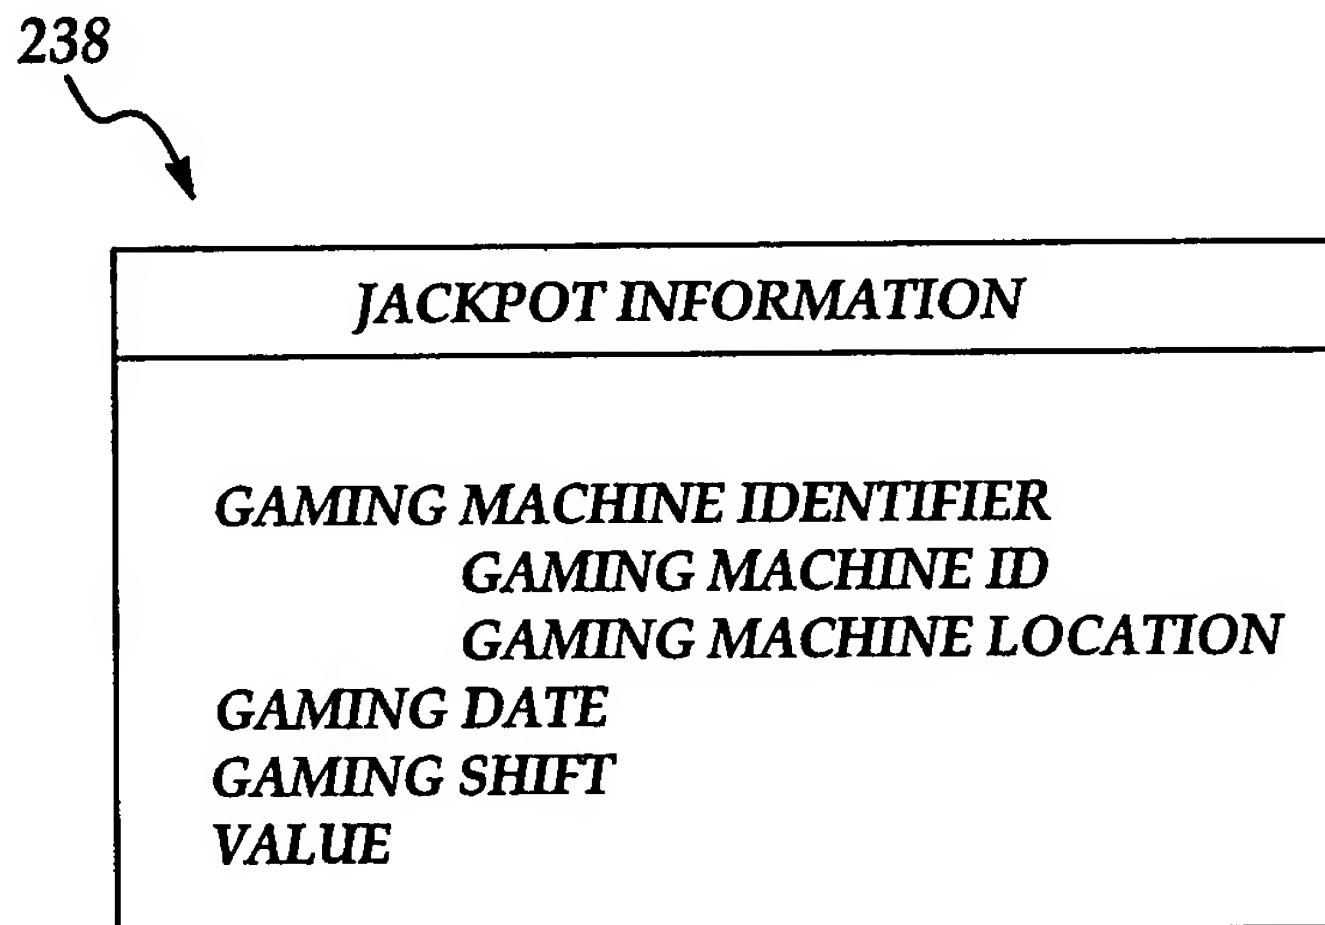 238
JACKPOT INFORMATION
GAMING MACHINE IDENTIFIER
GAMING MACHINE ID
GAMING MACHINE LOCATION
GAMING DATE
GAMING SHIFT
VALUE